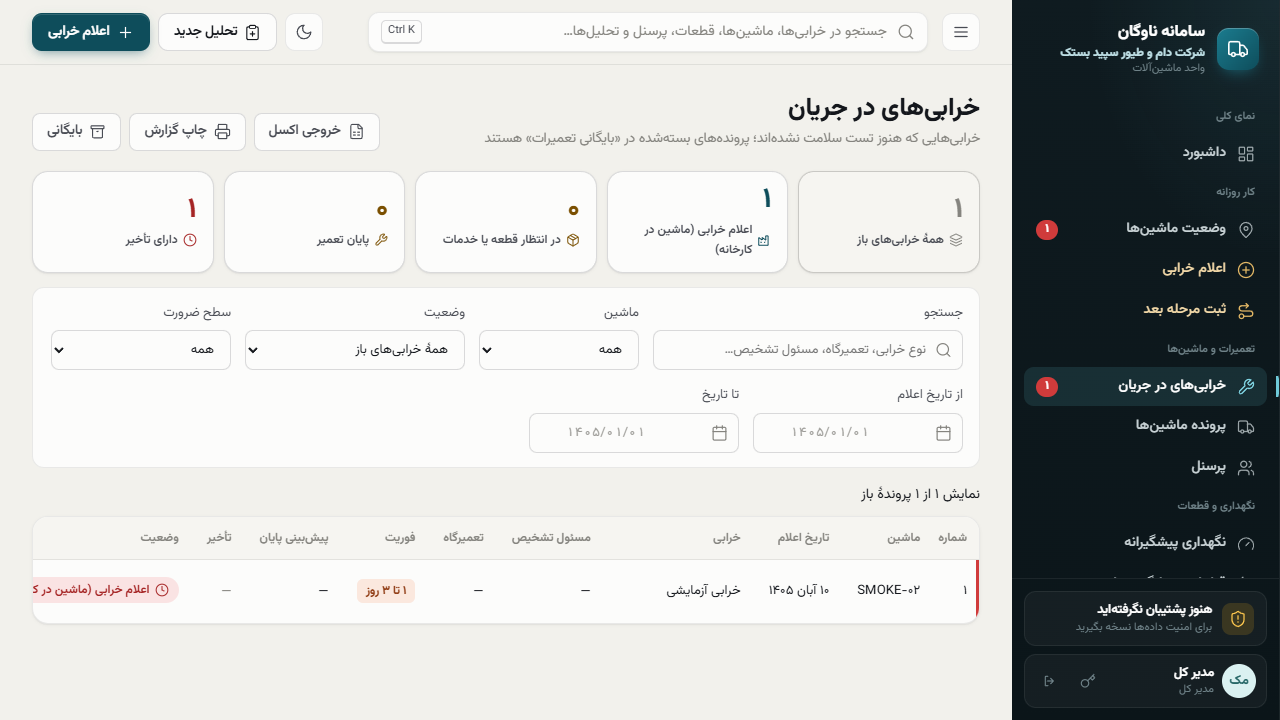 سامانه ناوگان
شرکت دام و طیور سپید بستک
واحد ماشین‌آلات
نمای کلی
داشبورد
کار روزانه
وضعیت ماشین‌ها
۱
اعلام خرابی
ثبت مرحله بعد
تعمیرات و ماشین‌ها
خرابی‌های در جریان
۱
پرونده ماشین‌ها
پرسنل
نگهداری و قطعات
نگهداری پیشگیرانه
هنوز پشتیبان نگرفته‌اید
برای امنیت داده‌ها نسخه بگیرید
مک
مدیر کل
مدیر کل
جستجو در خرابی‌ها، ماشین‌ها، قطعات، پرسنل و تحلیل‌ها...
Ctrl K
تحلیل جدید
اعلام خرابی
خرابی‌های در جریان
خرابی‌هایی که هنوز تست سلامت نشده‌اند؛ پرونده‌های بسته‌شده در «بایگانی تعمیرات» هستند
خروجی اکسل
چاپ گزارش
بایگانی
۱
همهٔ خرابی‌های باز
۱
اعلام خرابی (ماشین در
کارخانه)
۰
در انتظار قطعه یا خدمات
۰
پایان تعمیر
۱
دارای تأخیر
جستجو
ماشین
وضعیت
سطح ضرورت
نوع خرابی، تعمیرگاه، مسئول تشخیص...
همه
همهٔ خرابی‌های باز
همه
از تاریخ اعلام
تا تاریخ
۱۴۰۵/۰۱/۰۱
۱۴۰۵/۰۱/۰۱
نمایش ۱ از ۱ پروندهٔ باز
شماره ماشین تاریخ اعلام خرابی مسئول تشخیص تعمیرگاه فوریت پیش‌بینی پایان تأخیر وضعیت
۱ SMOKE-۰۲ ۱۰ آبان ۱۴۰۵ خرابی آزمایشی — — ۱ تا ۳ روز — — اعلام خرابی (ماشین در ک